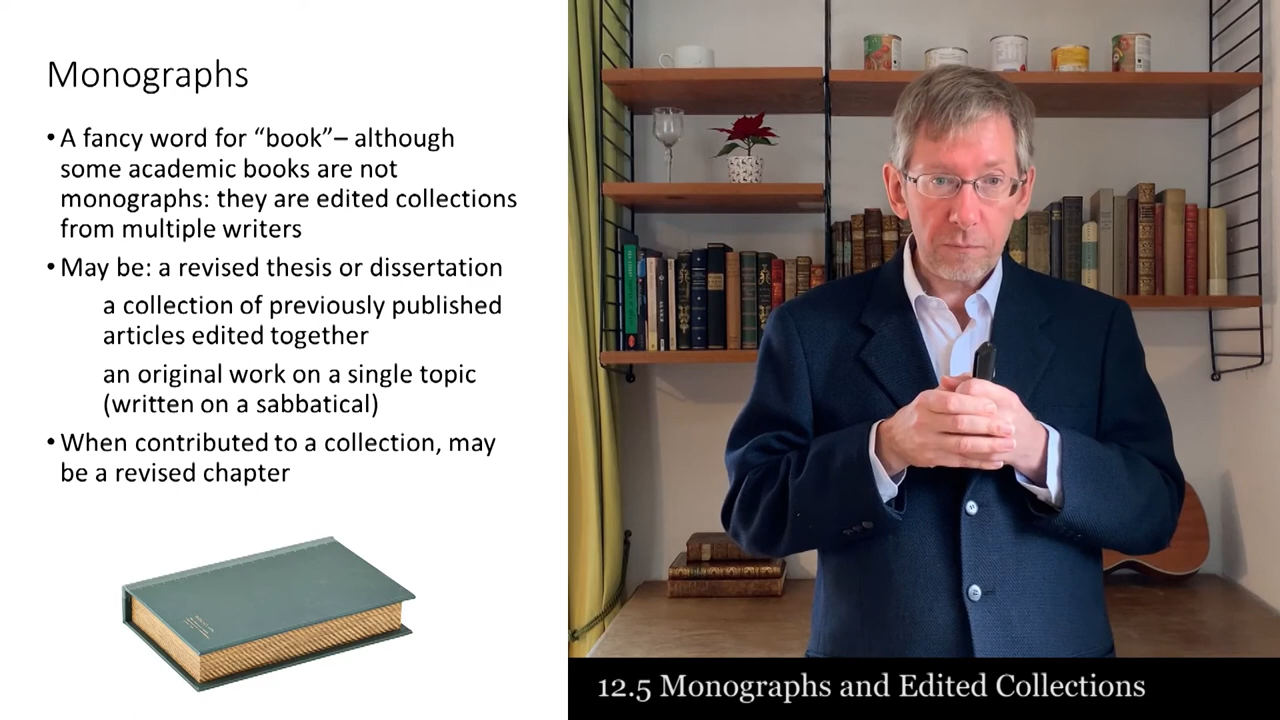 Monographs
• A fancy word for “book”– although
some academic books are not
monographs: they are edited collections
from multiple writers
• May be: a revised thesis or dissertation
a collection of previously published
articles edited together
an original work on a single topic
(written on a sabbatical)
• When contributed to a collection, may
be a revised chapter
12.5 Monographs and Edited Collections